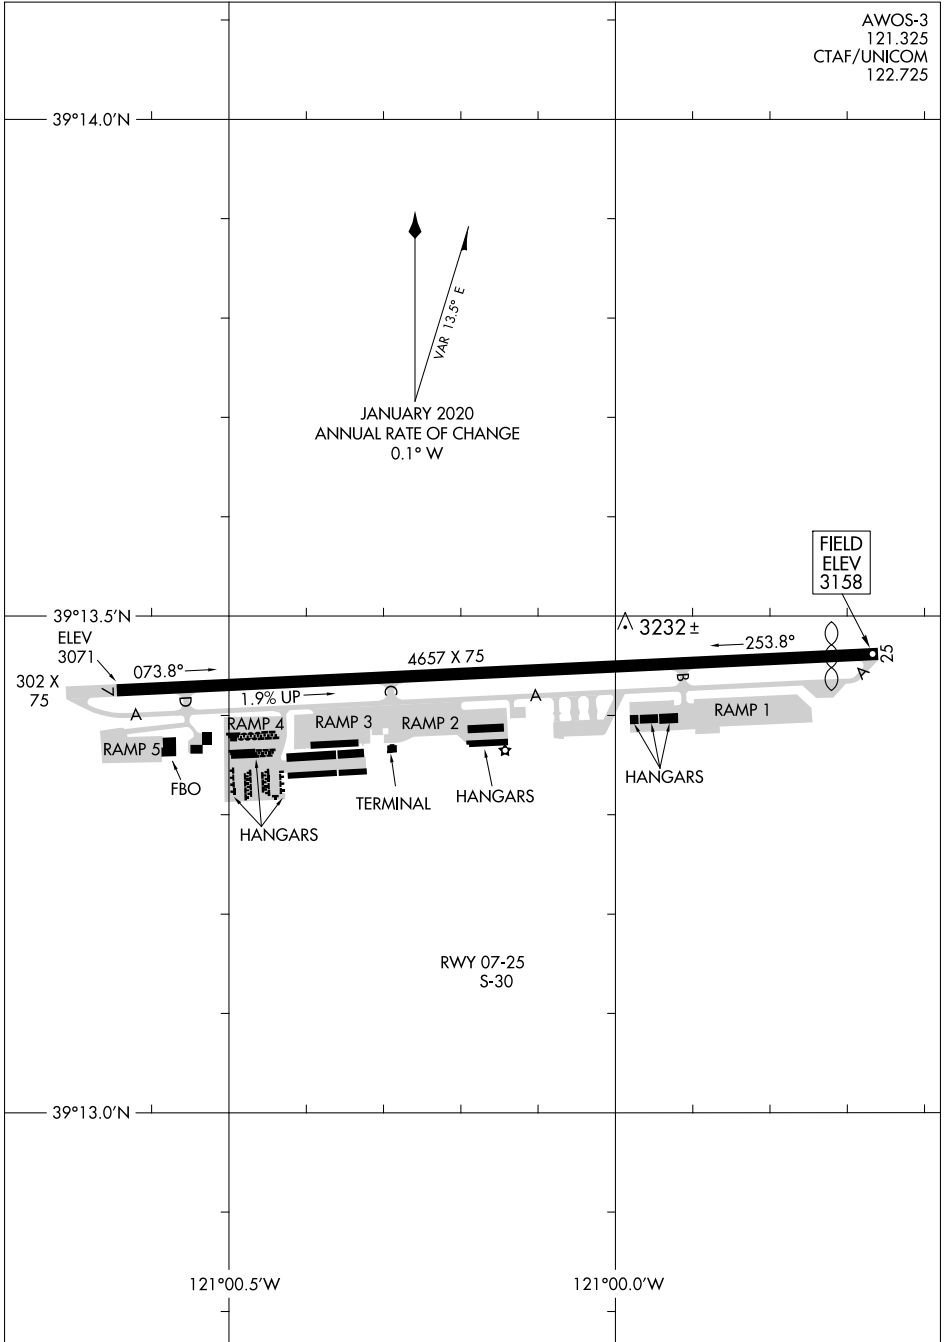 AWOS-3
121.325
CTAF/UNICOM
122.725
39°14.0'N
VAR 13.5° E
JANUARY 2020
ANNUAL RATE OF CHANGE
0.1° W
FIELD
ELEV
3158
39°13.5'N
3232 ±
ELEV
3071
073.8°
4657 X 75
253.8°
25
302 X
75
7
1.9% UP
A
D
C
A
B
A
RAMP 5
RAMP 4
RAMP 3
RAMP 2
RAMP 1
FBO
HANGARS
TERMINAL
HANGARS
HANGARS
RWY 07-25
S-30
39°13.0'N
121°00.5'W
121°00.0'W